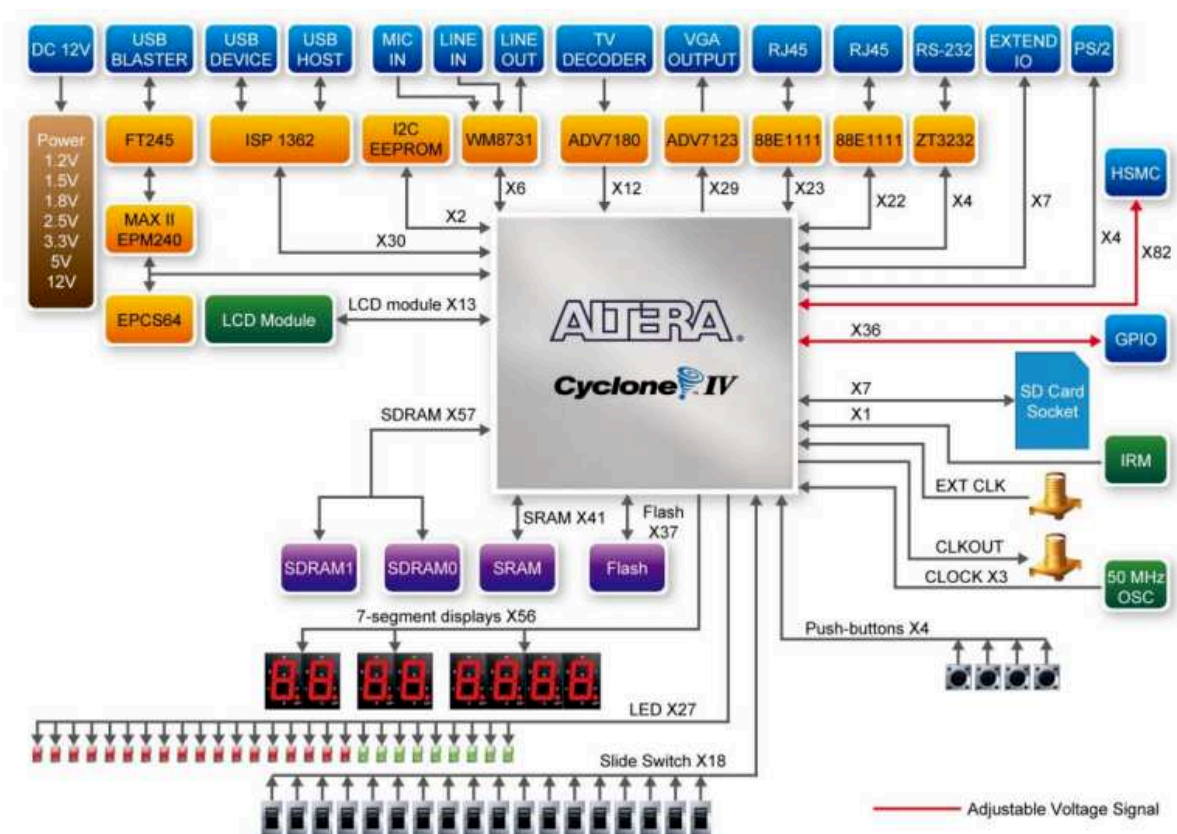 DC 12V
USB
BLASTER
USB
DEVICE
USB
HOST
MIC
IN
LINE
IN
LINE
OUT
TV
DECODER
VGA
OUTPUT
RJ45
RJ45
RS-232
EXTEND
IO
PS/2
Power
1.2V
1.5V
1.8V
2.5V
3.3V
5V
12V
FT245
ISP 1362
I2C
EEPROM
WM8731
ADV7180
ADV7123
88E1111
88E1111
ZT3232
HSMC
X6
X12
X29
X23
X22
X4
X7
X4
X82
X2
X30
MAX II
EPM240
EPCS64
LCD Module
LCD module X13
ALTERA
Cyclone IV
X36
GPIO
X7
SD Card
Socket
X1
IRM
SDRAM X57
EXT CLK
CLKOUT
CLOCK X3
50 MHz
OSC
SRAM X41
Flash
X37
SDRAM1
SDRAM0
SRAM
Flash
7-segment displays X56
88
88
8888
Push-buttons X4
LED X27
Slide Switch X18
Adjustable Voltage Signal